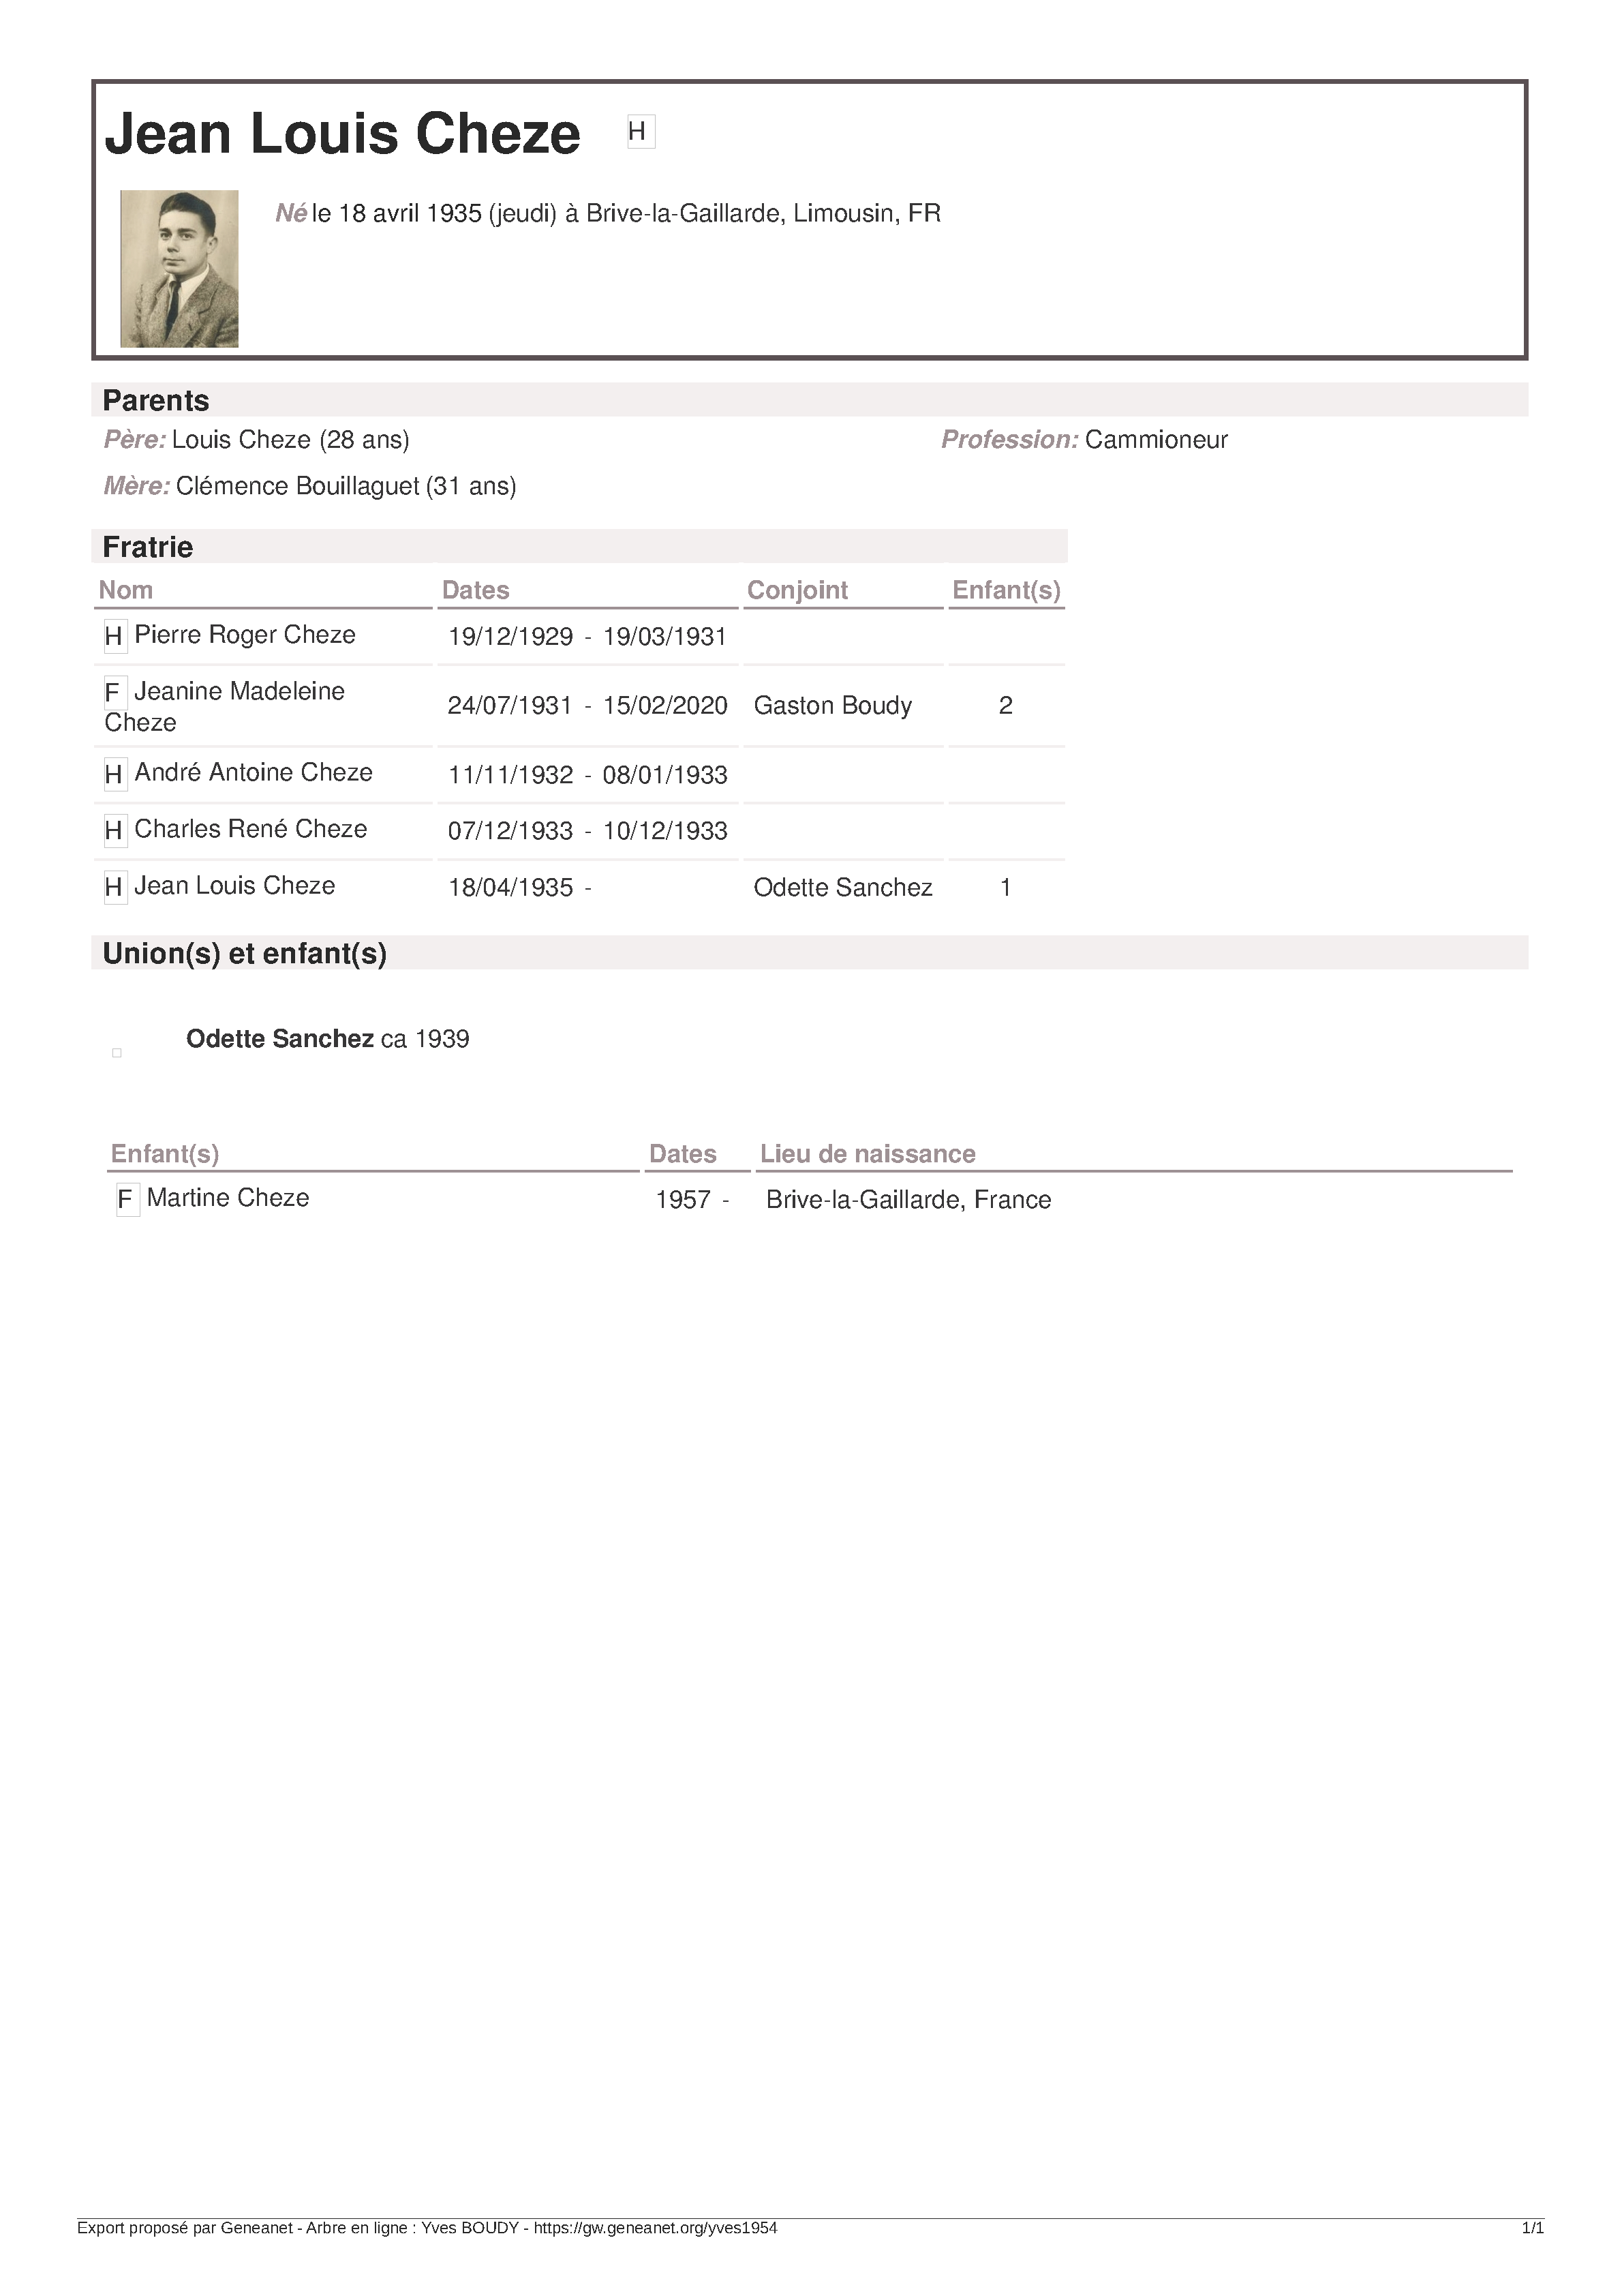 Jean Louis Cheze H
Né le 18 avril 1935 (jeudi) à Brive-la-Gaillarde, Limousin, FR
Parents
Père: Louis Cheze (28 ans) Profession: Cammioneur
Mère: Clémence Bouillaguet (31 ans)
Fratrie
Nom Dates Conjoint Enfant(s)
H Pierre Roger Cheze 19/12/1929 - 19/03/1931
F Jeanine Madeleine
Cheze 24/07/1931 - 15/02/2020 Gaston Boudy 2
H André Antoine Cheze 11/11/1932 - 08/01/1933
H Charles René Cheze 07/12/1933 - 10/12/1933
H Jean Louis Cheze 18/04/1935 - Odette Sanchez 1
Union(s) et enfant(s)
Odette Sanchez ca 1939
Enfant(s) Dates Lieu de naissance
F Martine Cheze 1957 - Brive-la-Gaillarde, France
Export proposé par Geneanet - Arbre en ligne : Yves BOUDY - https://gw.geneanet.org/yves1954 1/1